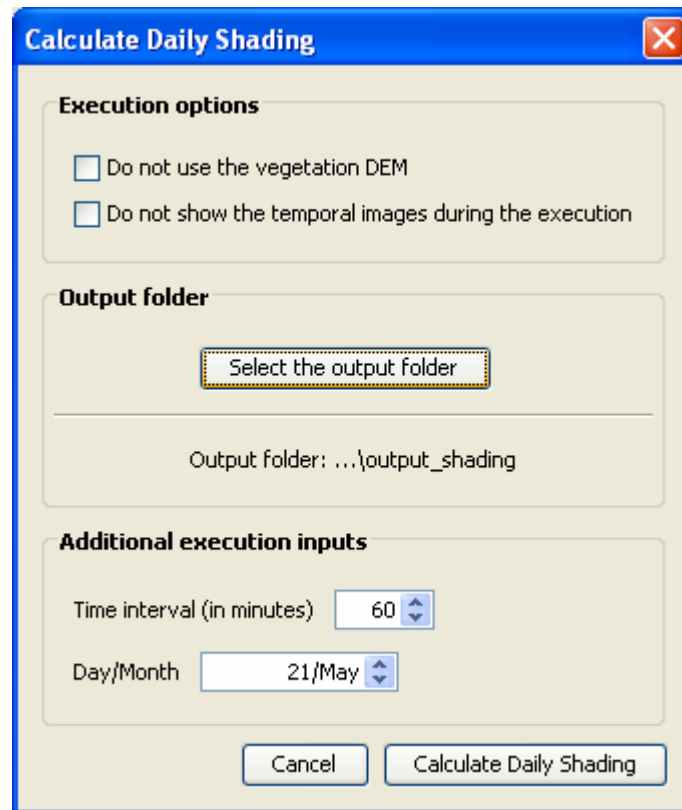 Calculate Daily Shading
Execution options
Do not use the vegetation DEM
Do not show the temporal images during the execution
Output folder
Select the output folder
Output folder: ...\output_shading
Additional execution inputs
Time interval (in minutes) 60
Day/Month 21/May
Cancel Calculate Daily Shading